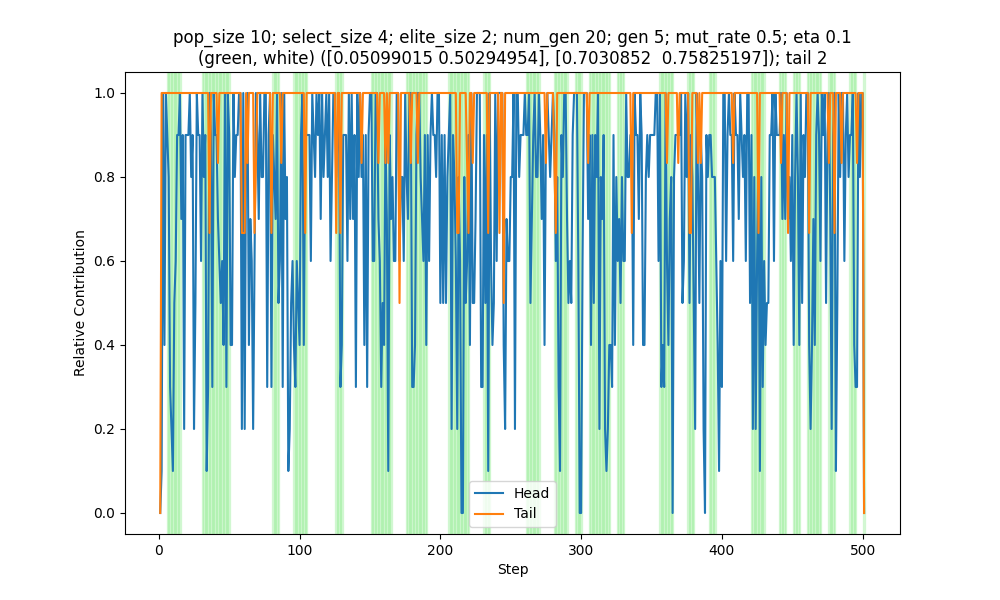 pop_size 10; select_size 4; elite_size 2; num_gen 20; gen 5; mut_rate 0.5; eta 0.1
(green, white) ([0.05099015 0.50294954], [0.7030852  0.75825197]); tail 2
1.0
0.8
0.6
0.4
0.2
0.0
Relative Contribution
Head
Tail
0
100
200
300
400
500
Step